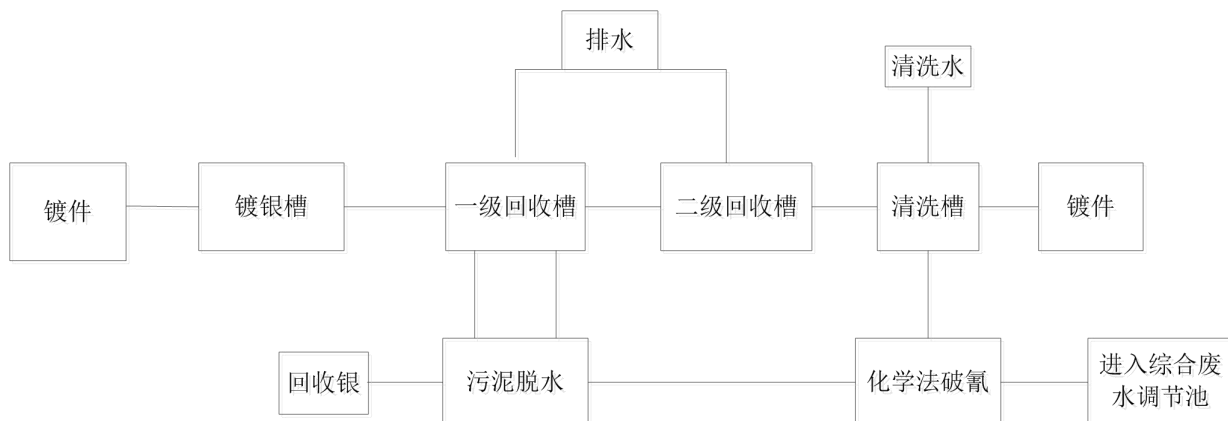 排水
清洗水
镀件
镀银槽
一级回收槽
二级回收槽
清洗槽
镀件
回收银
污泥脱水
化学法破氰
进入综合废
水调节池